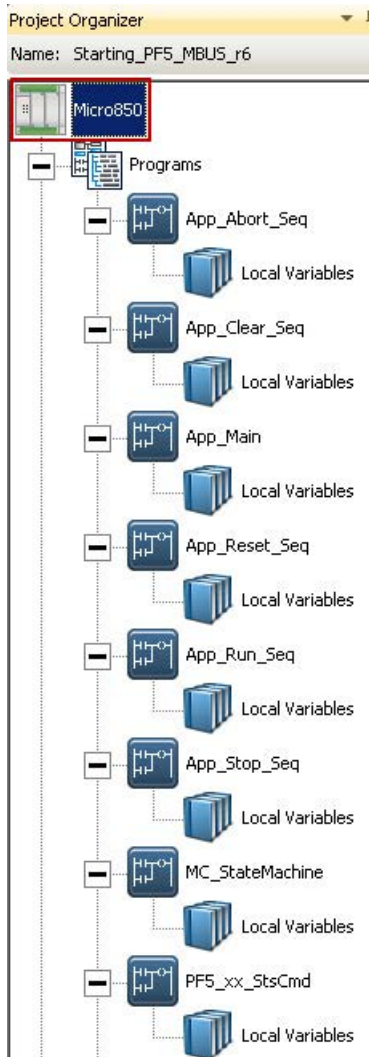 Project Organizer
Name: Starting_PF5_MBUS_r6
Micro850
Programs
App_Abort_Seq
Local Variables
App_Clear_Seq
Local Variables
App_Main
Local Variables
App_Reset_Seq
Local Variables
App_Run_Seq
Local Variables
App_Stop_Seq
Local Variables
MC_StateMachine
Local Variables
PF5_xx_StsCmd
Local Variables